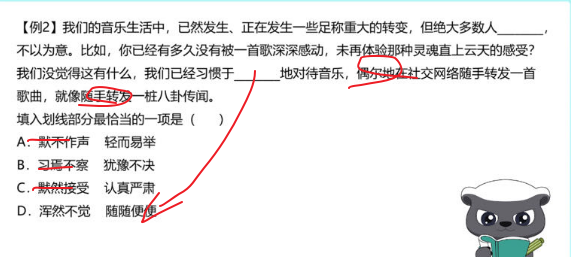 【例2】我们的音乐生活中，已然发生、正在发生一些足称重大的转变，但绝大多数人_______，
不以为意。比如，你已经有多久没有被一首歌深深感动，未再体验那种灵魂直上云天的感受？
我们没觉得这有什么，我们已经习惯于_______地对待音乐，偶尔地在社交网络随手转发一首
歌曲，就像随手转发一桩八卦传闻。
填入划线部分最恰当的一项是（　　）
A．默不作声　轻而易举
B．习焉不察　犹豫不决
C．默然接受　认真严肃
D．浑然不觉　随随便便